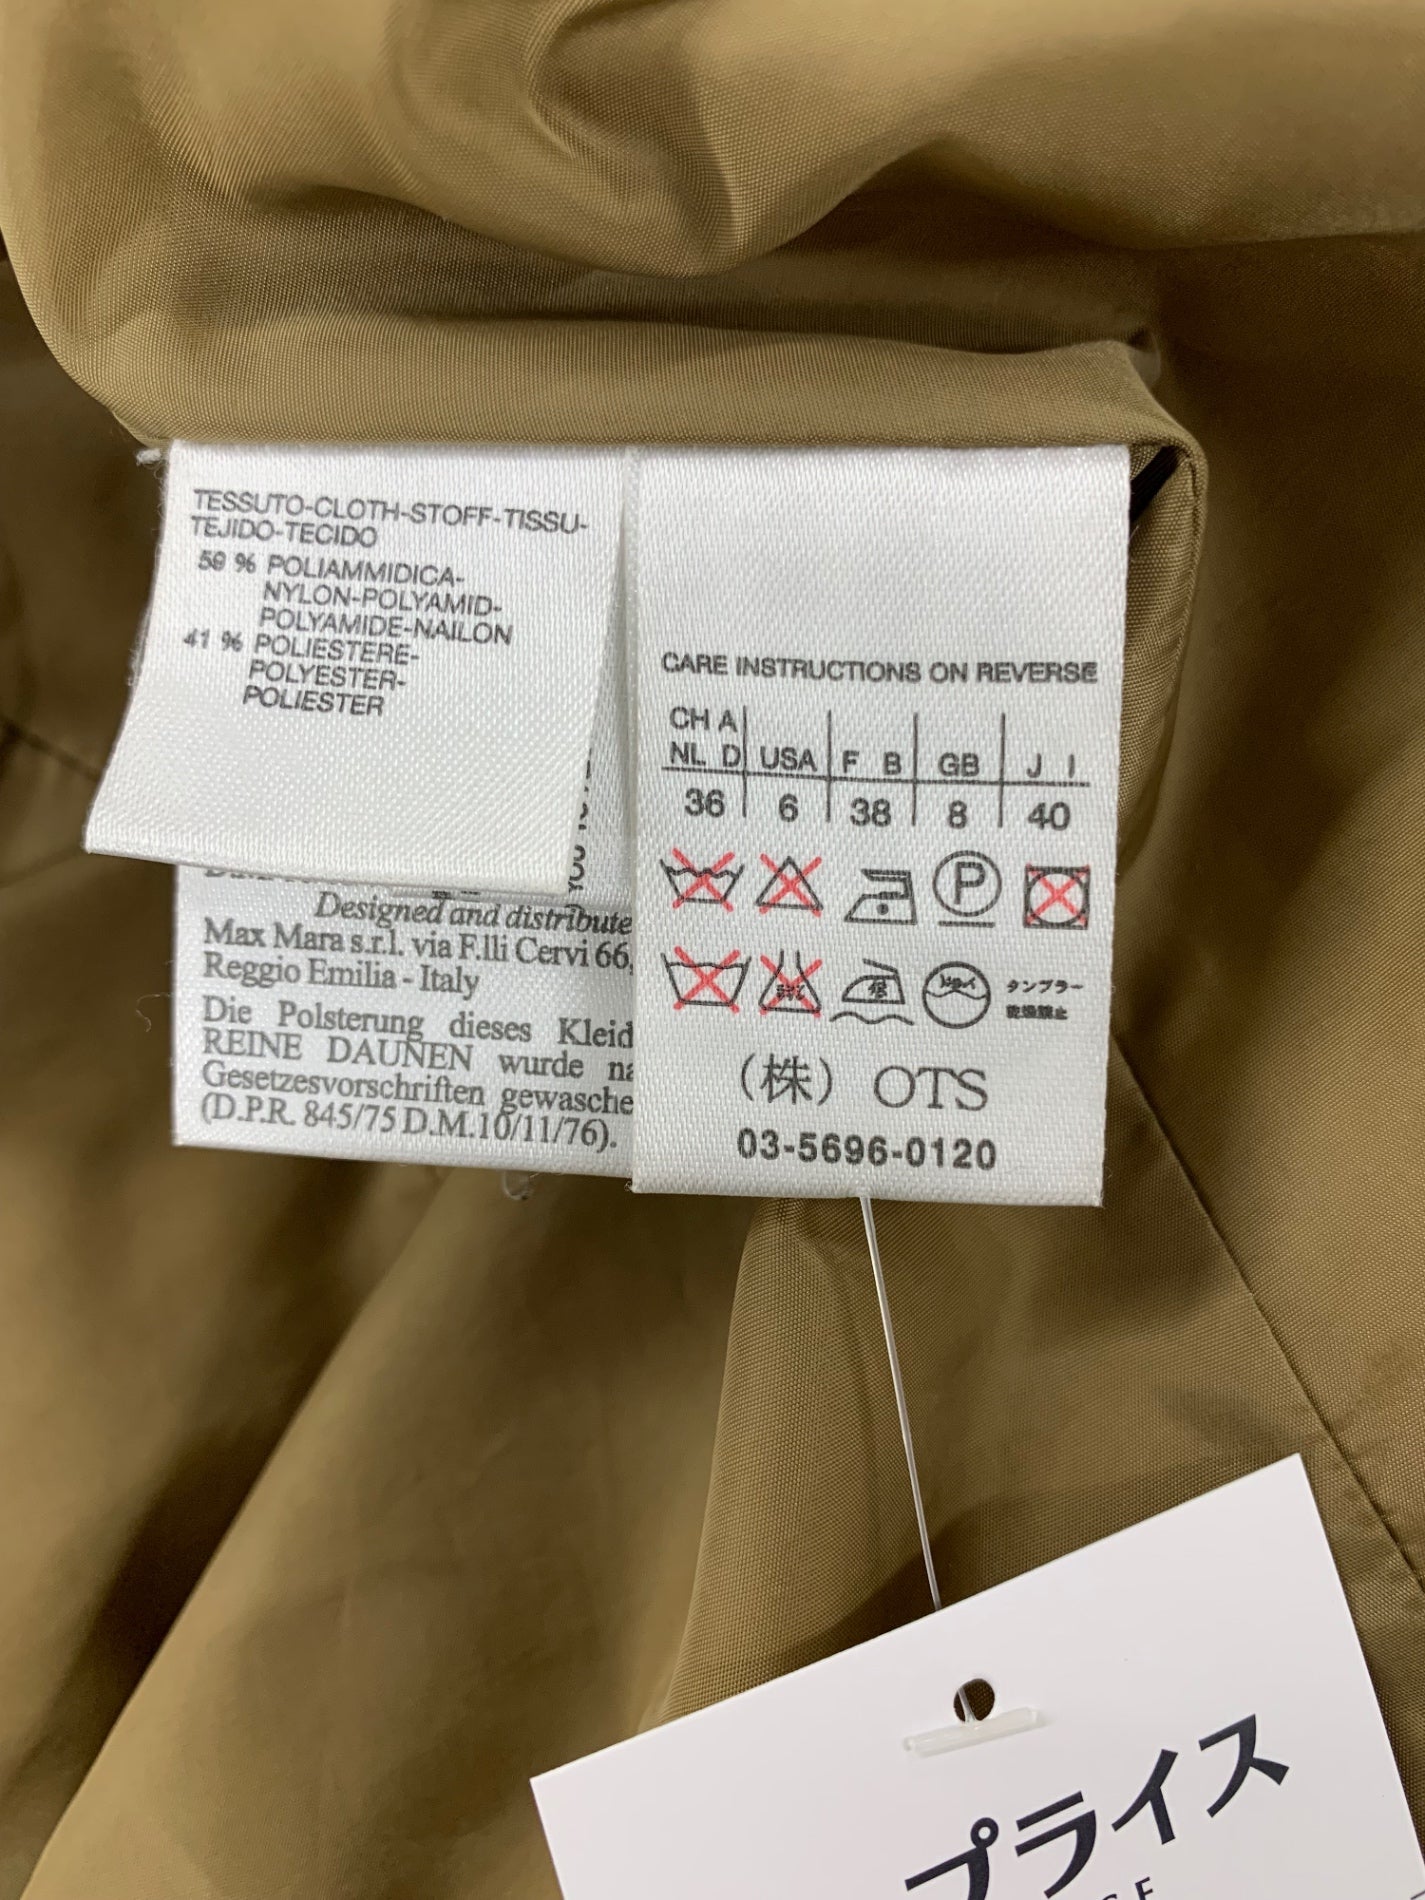 TESSUTO-CLOTH-STOFF-TISSU-
TEJIDO-TECIDO
59 % POLIAMMIDICA-
NYLON-POLYAMID-
POLYAMIDE-NAILON
41 % POLIESTERE-
POLYESTER-
POLIESTER
YOU
Designed and distribute
Max Mara s.r.l. via F.lli Cervi 66,
Reggio Emilia - Italy
Die Polsterung dieses Kleid
REINE DAUNEN wurde na
Gesetzesvorschriften gewasche
(D.P.R. 845/75 D.M.10/11/76).
CARE INSTRUCTIONS ON REVERSE
CH A
NL D USA F B GB J I
36 6 38 8 40
P
低
タンブラー
乾燥禁止
(株) OTS
03-5696-0120
プライス